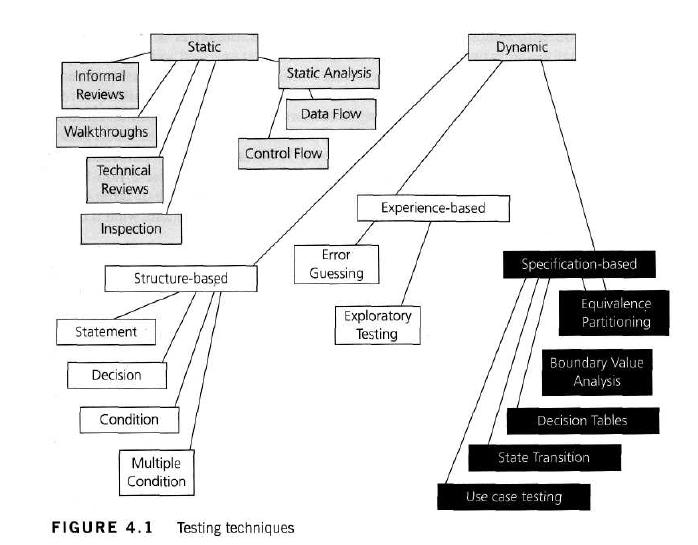 Static
Dynamic
Informal
Reviews
Static Analysis
Data Flow
Walkthroughs
Control Flow
Technical
Reviews
Experience-based
Inspection
Error
Guessing
Specification-based
Structure-based
Equivalence
Partitioning
Exploratory
Testing
Statement
Boundary Value
Analysis
Decision
Condition
Decision Tables
Multiple
Condition
State Transition
Use case testing
FIGURE 4.1 Testing techniques